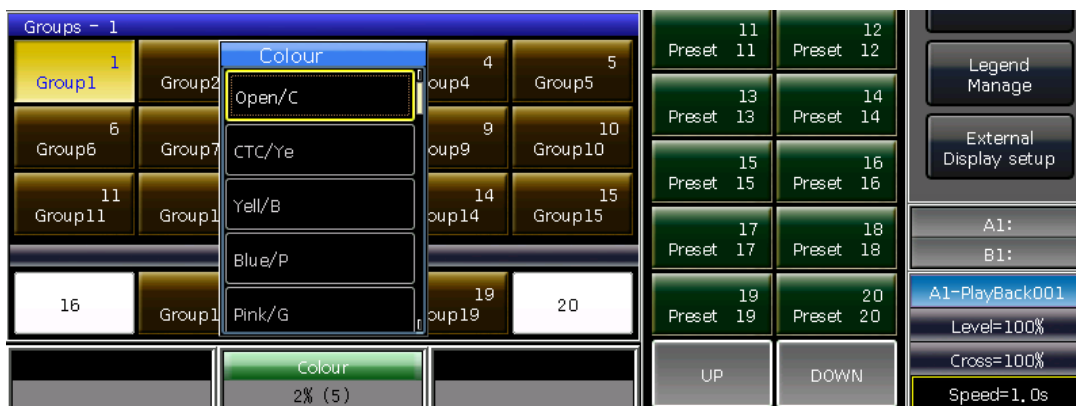 Groups - 1
1
Group1
Group2
4
oup4
5
Group5
6
Group6
Group7
9
oup9
10
Group10
11
Group11
Group1
14
oup14
15
Group15
16
Group1
19
oup19
20
Colour
Open/C
CTC/Ye
Yell/B
Blue/P
Pink/G
Colour
2% (5)
11
Preset 11
12
Preset 12
13
Preset 13
14
Preset 14
15
Preset 15
16
Preset 16
17
Preset 17
18
Preset 18
19
Preset 19
20
Preset 20
UP
DOWN
Legend
Manage
External
Display setup
A1:
B1:
A1-PlayBack001
Level=100%
Cross=100%
Speed=1.0s